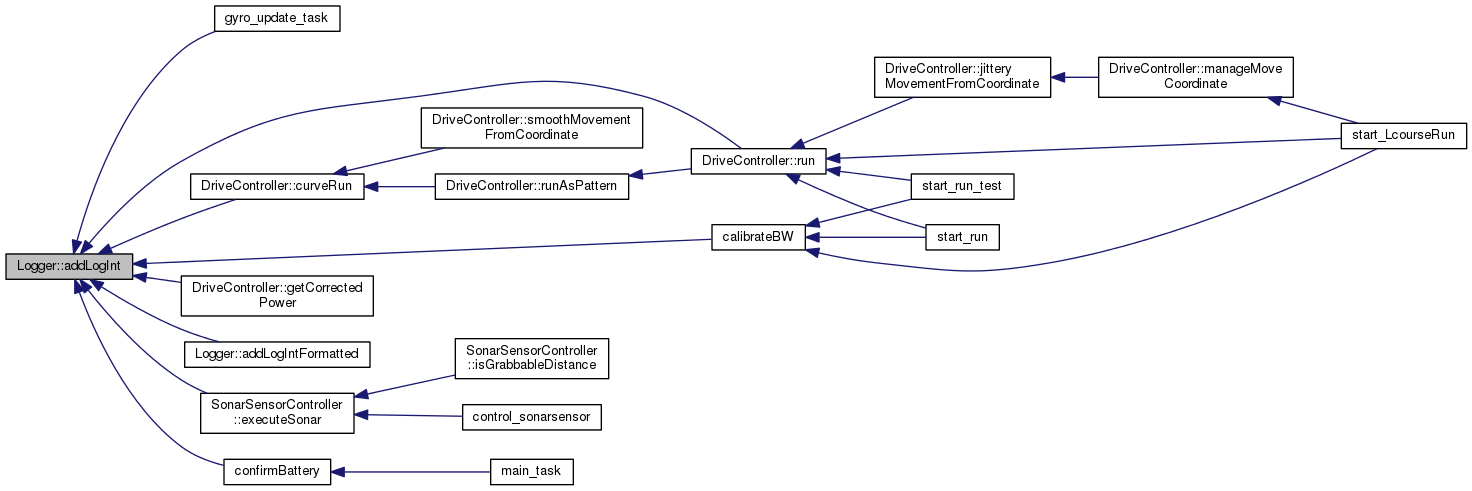 gyro_update_task
DriveController::jittery
MovementFromCoordinate
DriveController::manageMove
Coordinate
DriveController::smoothMovement
FromCoordinate
start_LcourseRun
DriveController::run
DriveController::curveRun
DriveController::runAsPattern
start_run_test
calibrateBW
start_run
Logger::addLogInt
DriveController::getCorrected
Power
Logger::addLogIntFormatted
SonarSensorController
::isGrabbableDistance
SonarSensorController
::executeSonar
control_sonarsensor
confirmBattery
main_task